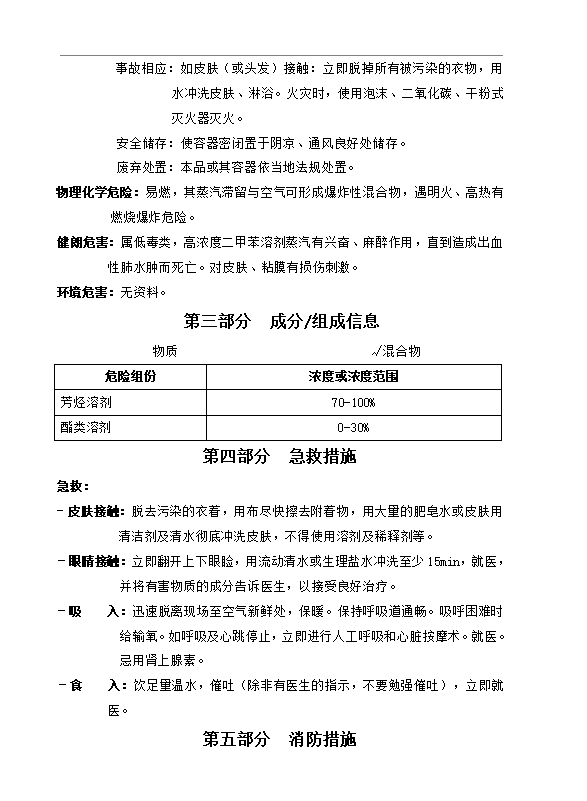 事故相应：如皮肤（或头发）接触：立即脱掉所有被污染的衣物，用
水冲洗皮肤、淋浴。火灾时，使用泡沫、二氧化碳、干粉式
灭火器灭火。
安全储存：使容器密闭置于阴凉、通风良好处储存。
废弃处置：本品或其容器依当地法规处置。
物理化学危险：易燃，其蒸汽滞留与空气可形成爆炸性混合物，遇明火、高热有
燃烧爆炸危险。
健朗危害：属低毒类，高浓度二甲苯溶剂蒸汽有兴奋、麻醉作用，直到造成出血
性肺水肿而死亡。对皮肤、粘膜有损伤刺激。
环境危害：无资料。
第三部分 成分/组成信息
物质 √混合物
危险组份 浓度或浓度范围
芳烃溶剂 70-100%
酯类溶剂 0-30%
第四部分 急救措施
急救：
-皮肤接触：脱去污染的衣着，用布尽快擦去附着物，用大量的肥皂水或皮肤用
清洁剂及清水彻底冲洗皮肤，不得使用溶剂及稀释剂等。
-眼睛接触：立即翻开上下眼睑，用流动清水或生理盐水冲洗至少 15min，就医，
并将有害物质的成分告诉医生，以接受良好治疗。
-吸 入：迅速脱离现场至空气新鲜处，保暖。保持呼吸道通畅。吸呼困难时
给输氧。如呼吸及心跳停止，立即进行人工呼吸和心脏按摩术。就医。
忌用肾上腺素。
-食 入：饮足量温水，催吐（除非有医生的指示，不要勉强催吐），立即就
医。
第五部分 消防措施